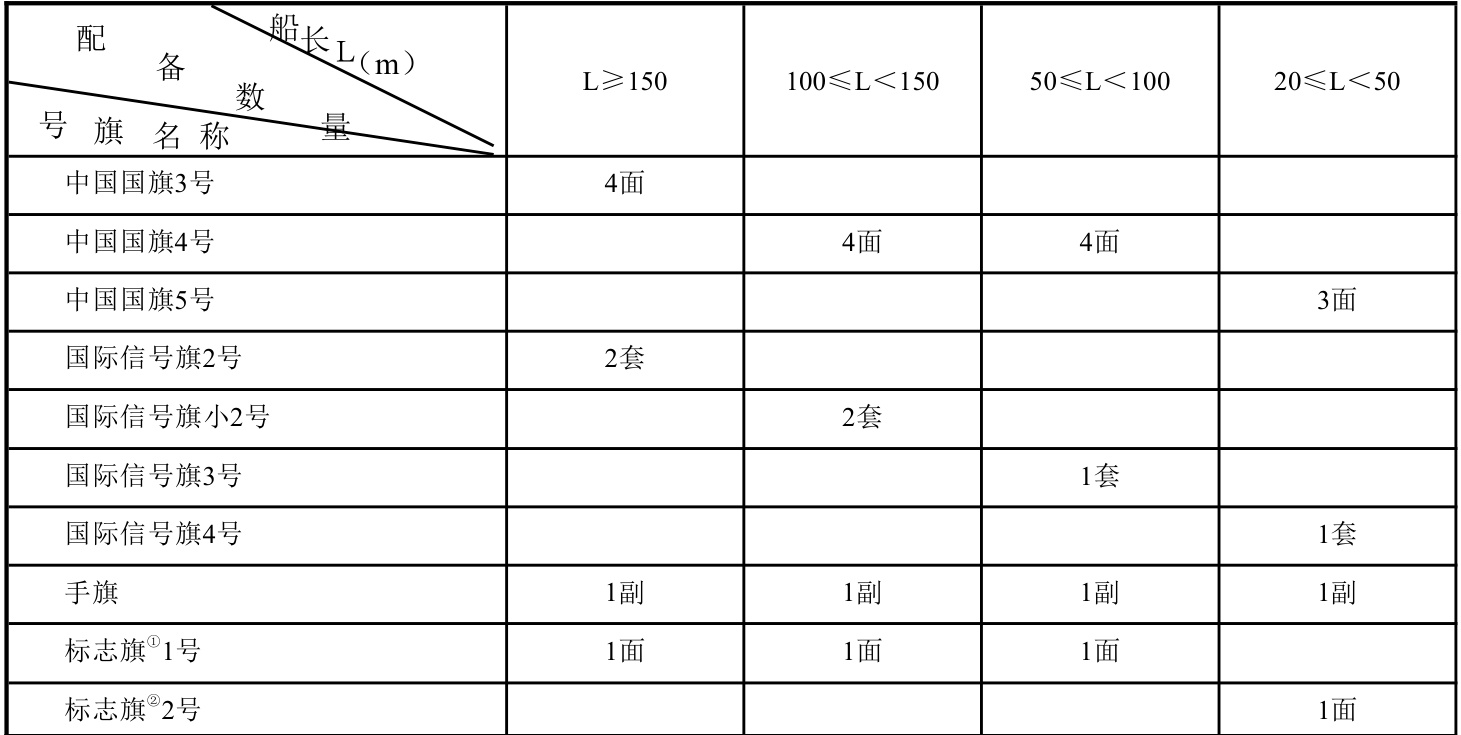 船长L(m)
配备数量
号旗名称
L≥150 100≤L<150 50≤L<100 20≤L<50
中国国旗3号 4面
中国国旗4号 4面 4面
中国国旗5号 3面
国际信号旗2号 2套
国际信号旗小2号 2套
国际信号旗3号 1套
国际信号旗4号 1套
手旗 1副 1副 1副 1副
标志旗①1号 1面 1面 1面
标志旗②2号 1面